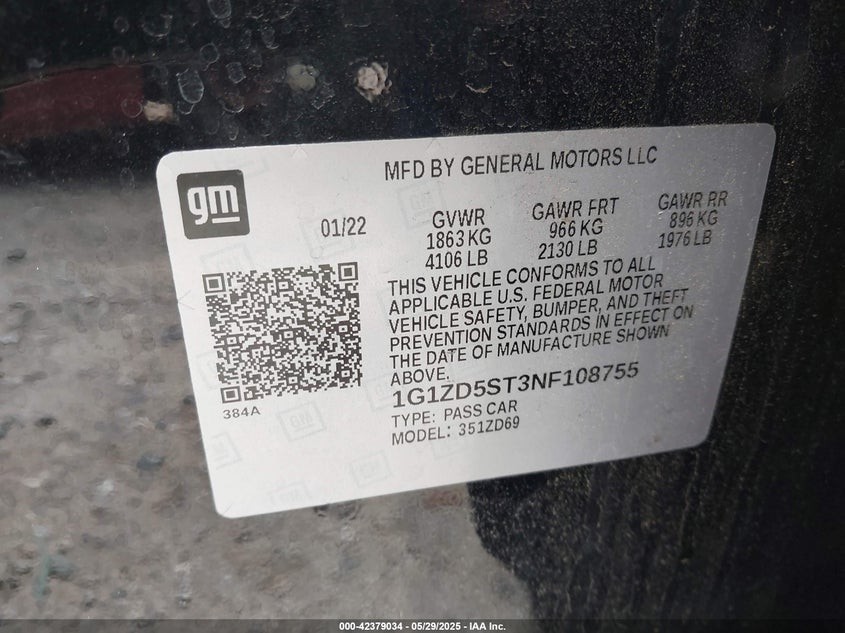 MFD BY GENERAL MOTORS LLC
gm
01/22
GVWR
1863 KG
4106 LB
GAWR FRT
966 KG
2130 LB
GAWR RR
896 KG
1976 LB
THIS VEHICLE CONFORMS TO ALL
APPLICABLE U.S. FEDERAL MOTOR
VEHICLE SAFETY, BUMPER, AND THEFT
PREVENTION STANDARDS IN EFFECT ON
THE DATE OF MANUFACTURE SHOWN
ABOVE.
1G1ZD5ST3NF108755
TYPE: PASS CAR
MODEL: 351ZD69
384A
000-42379034 - 05/29/2025 - IAA Inc.